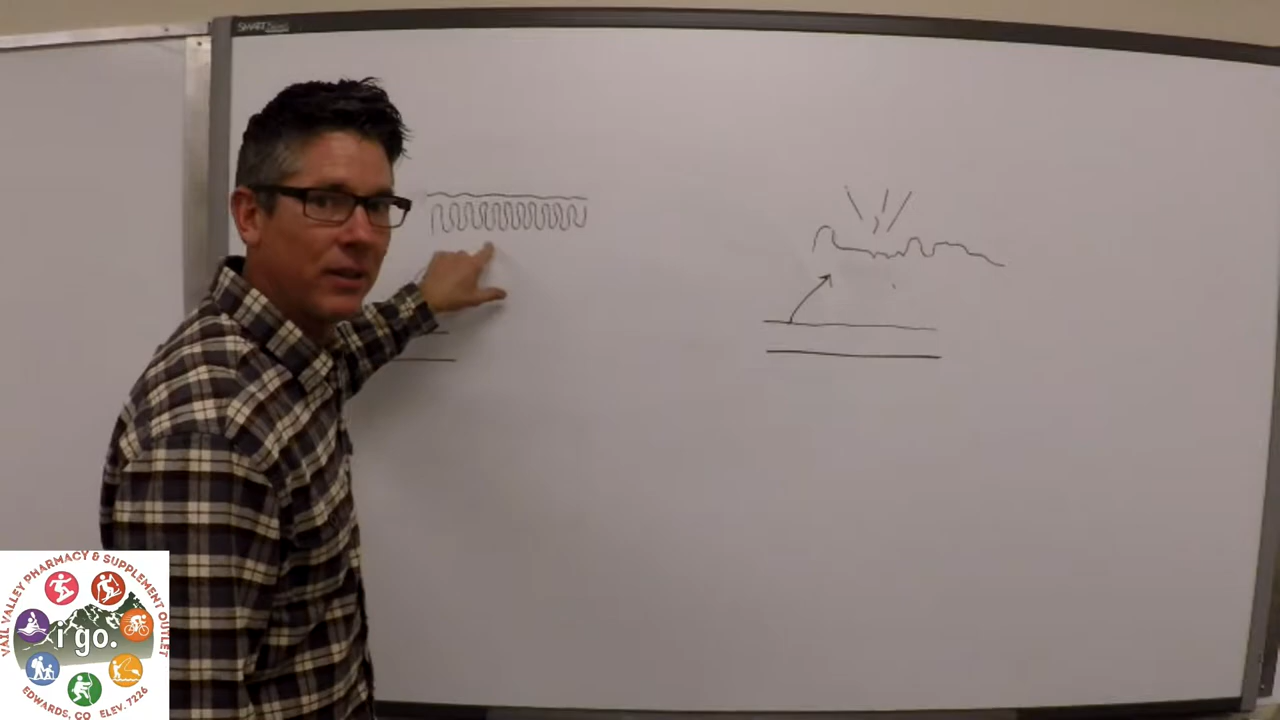 SMART
VAIL VALLEY PHARMACY & SUPPLEMENT OUTLET
i go.
EDWARDS, CO ELEV. 7226